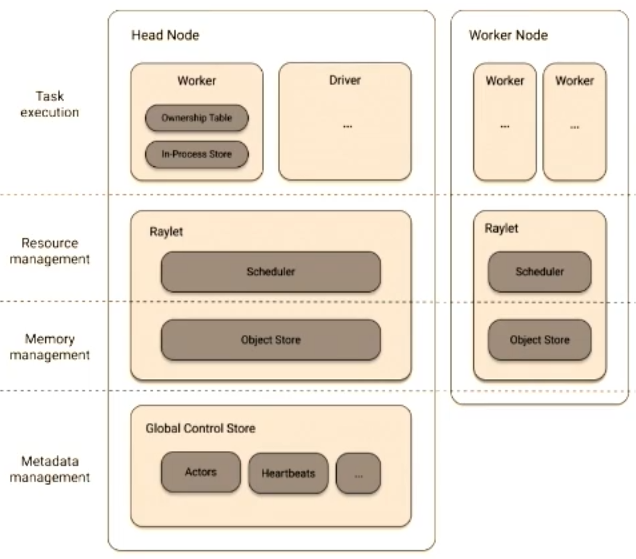 Head Node
Worker Node
Task
execution
Worker
Ownership Table
In-Process Store
Driver
...
Worker
...
Worker
...
Resource
management
Raylet
Scheduler
Raylet
Scheduler
Memory
management
Object Store
Object Store
Metadata
management
Global Control Store
Actors
Heartbeats
...